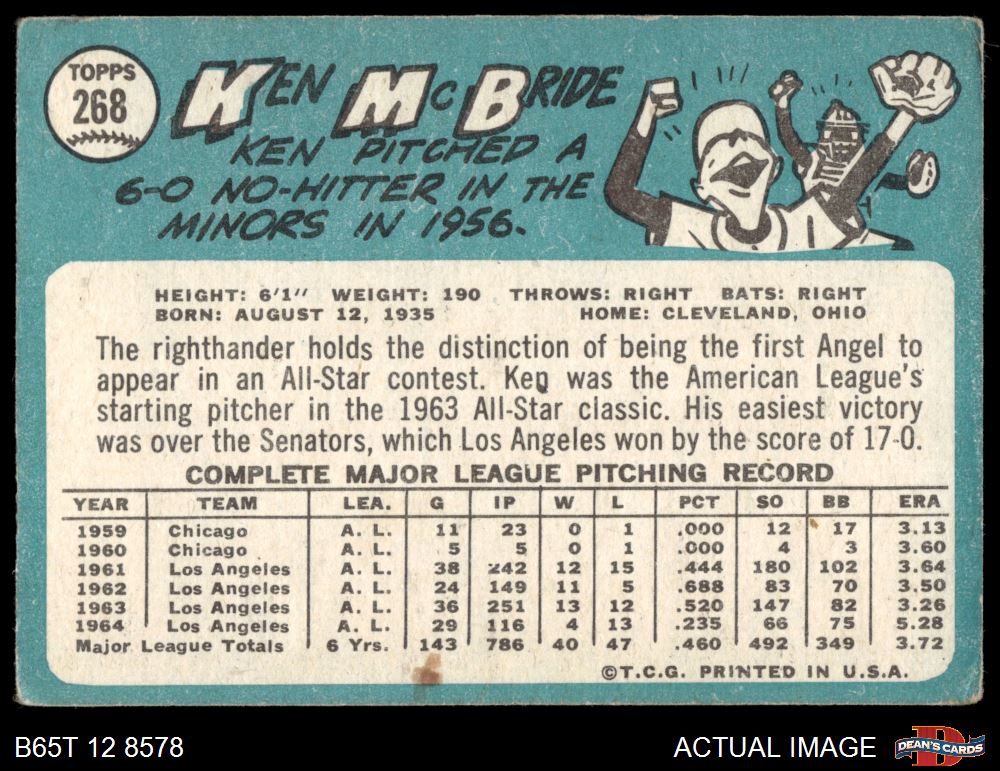 TOPPS
268
KEN McBRIDE
KEN PITCHED A
6-0 NO-HITTER IN THE
MINORS IN 1956.
HEIGHT: 6'1" WEIGHT: 190 THROWS: RIGHT BATS: RIGHT
BORN: AUGUST 12, 1935 HOME: CLEVELAND, OHIO
The righthander holds the distinction of being the first Angel to
appear in an All-Star contest. Ken was the American League's
starting pitcher in the 1963 All-Star classic. His easiest victory
was over the Senators, which Los Angeles won by the score of 17-0.
COMPLETE MAJOR LEAGUE PITCHING RECORD
YEAR TEAM LEA. G IP W L PCT SO BB ERA
1959 Chicago A. L. 11 23 0 1 .000 12 17 3.13
1960 Chicago A. L. 5 5 0 1 .000 4 3 3.60
1961 Los Angeles A. L. 38 242 12 15 .444 180 102 3.64
1962 Los Angeles A. L. 24 149 11 5 .688 83 70 3.50
1963 Los Angeles A. L. 36 251 13 12 .520 147 82 3.26
1964 Los Angeles A. L. 29 116 4 13 .235 66 75 5.28
Major League Totals 6 Yrs. 143 786 40 47 .460 492 349 3.72
©T.C.G. PRINTED IN U.S.A.
B65T 12 8578 ACTUAL IMAGE DEAN'S CARDS